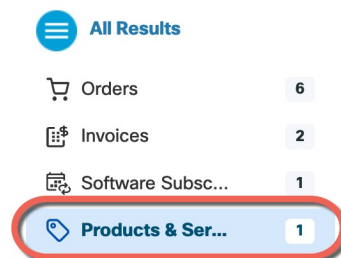 All Results
Orders 6
Invoices 2
Software Subsc... 1
Products & Ser... 1